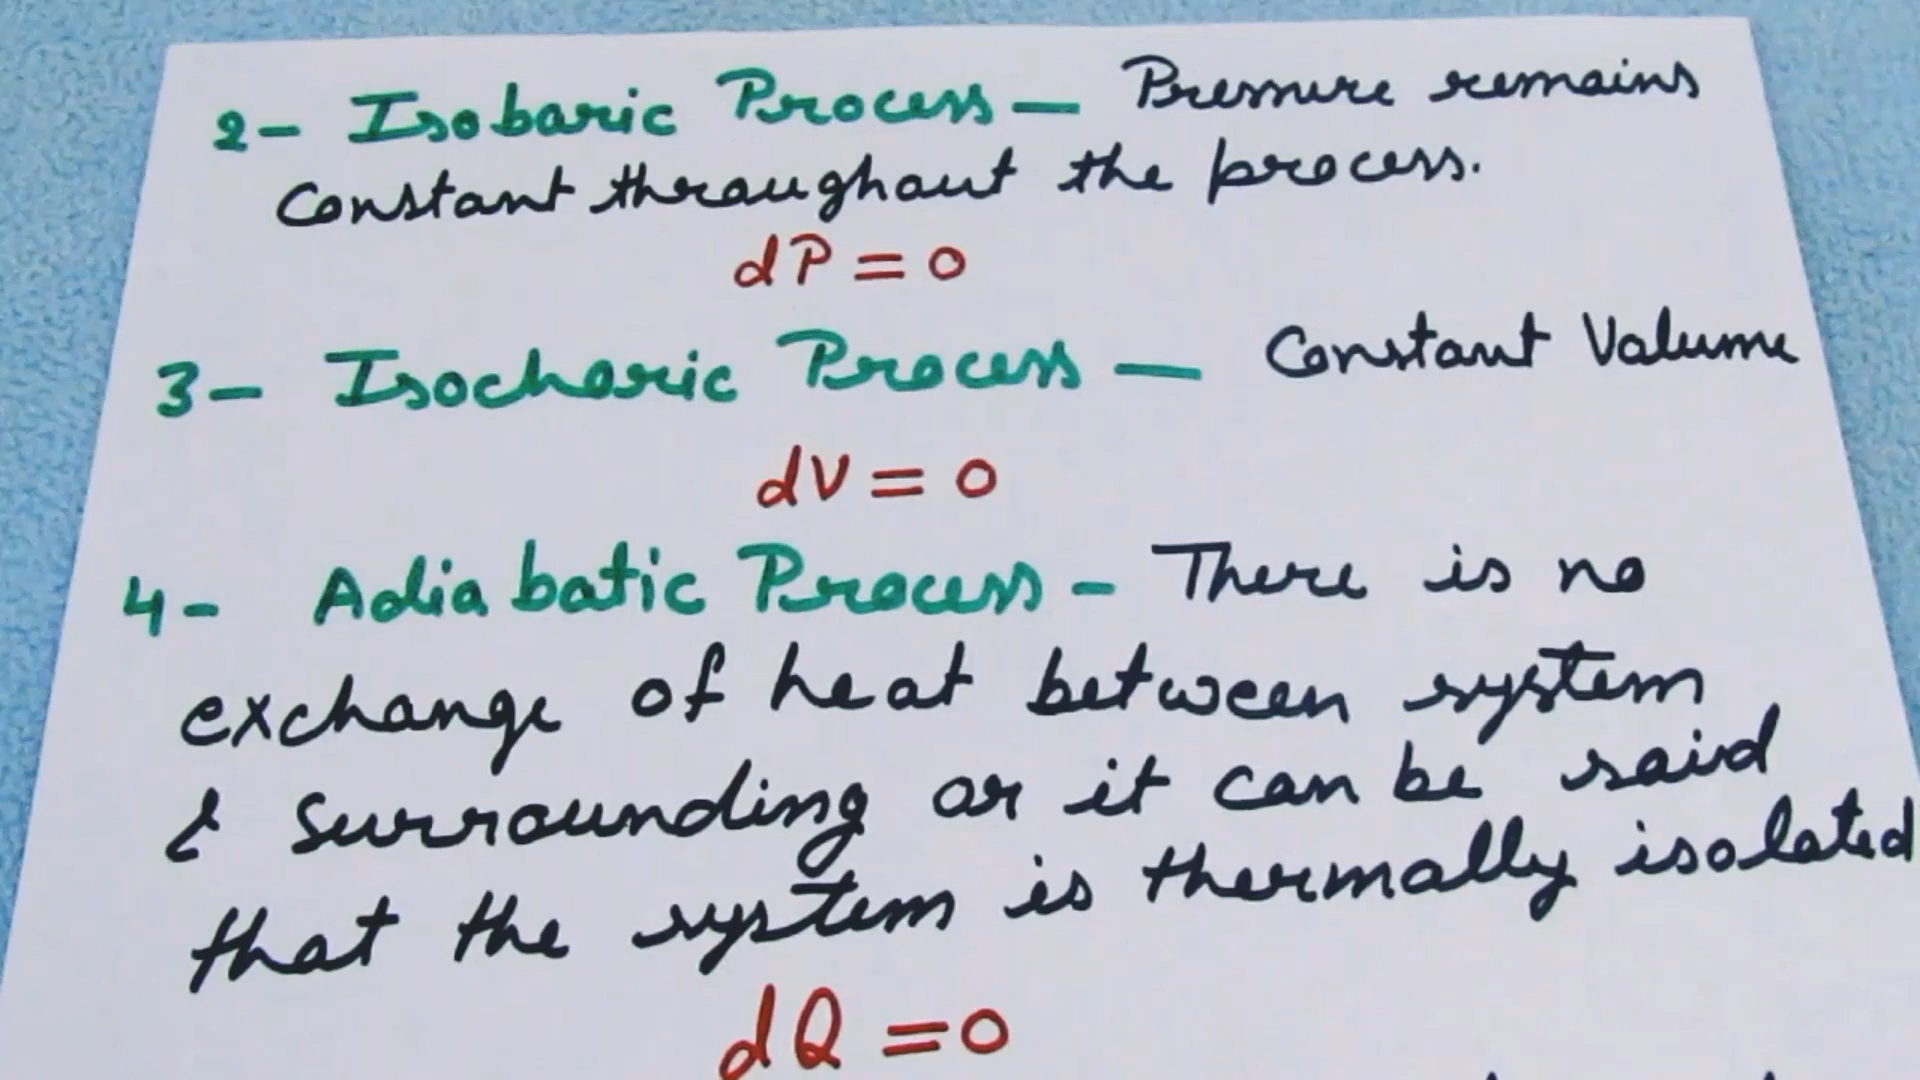 2- Isobaric Process — Pressure remains
Constant throughout the process.
dP = 0
3- Isochoric Process — Constant Volume
dV = 0
4- Adiabatic Process - There is no
exchange of heat between system
& surrounding or it can be said
that the system is thermally isolated
dQ = 0